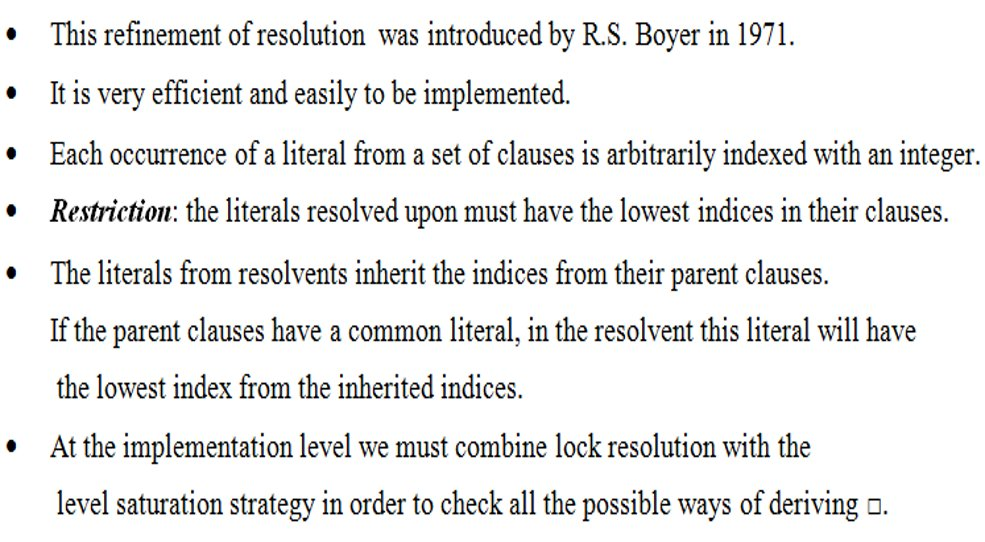 • This refinement of resolution was introduced by R.S. Boyer in 1971.
• It is very efficient and easily to be implemented.
• Each occurrence of a literal from a set of clauses is arbitrarily indexed with an integer.
• Restriction: the literals resolved upon must have the lowest indices in their clauses.
• The literals from resolvents inherit the indices from their parent clauses.
If the parent clauses have a common literal, in the resolvent this literal will have
the lowest index from the inherited indices.
• At the implementation level we must combine lock resolution with the
level saturation strategy in order to check all the possible ways of deriving □.